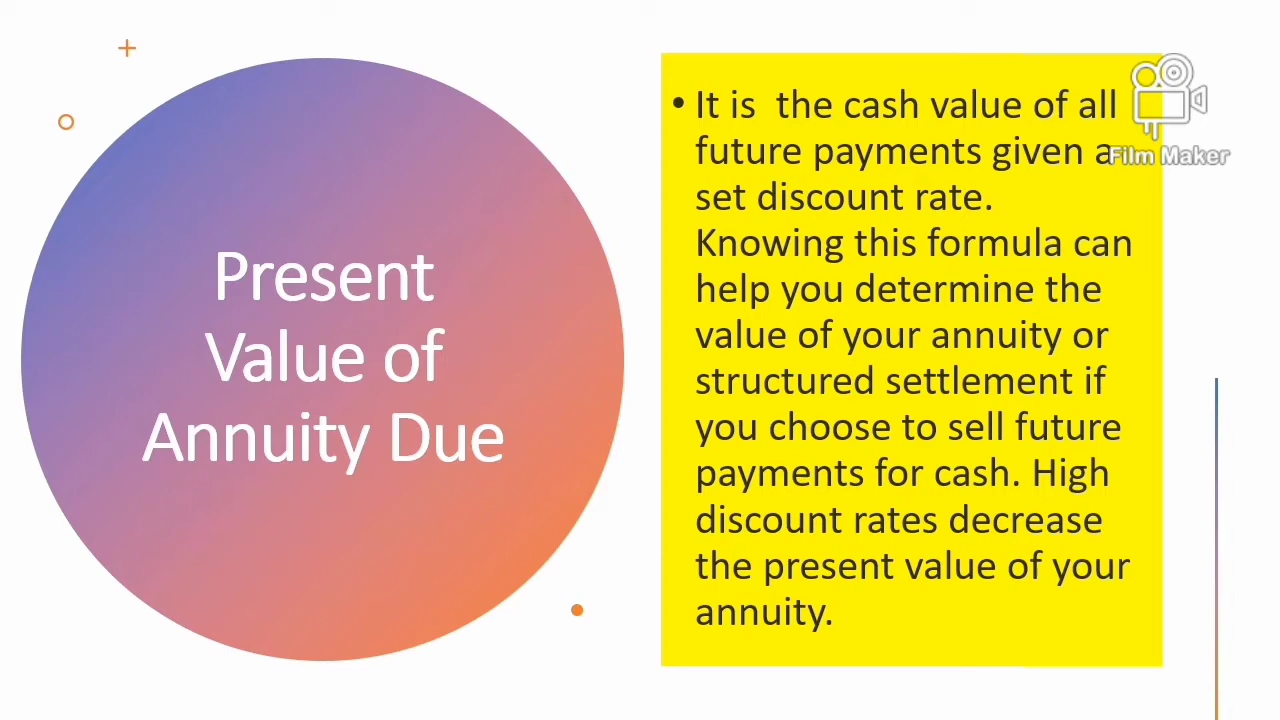 Present
Value of
Annuity Due
• It is  the cash value of all
future payments given a
set discount rate.
Knowing this formula can
help you determine the
value of your annuity or
structured settlement if
you choose to sell future
payments for cash. High
discount rates decrease
the present value of your
annuity.
Film Maker